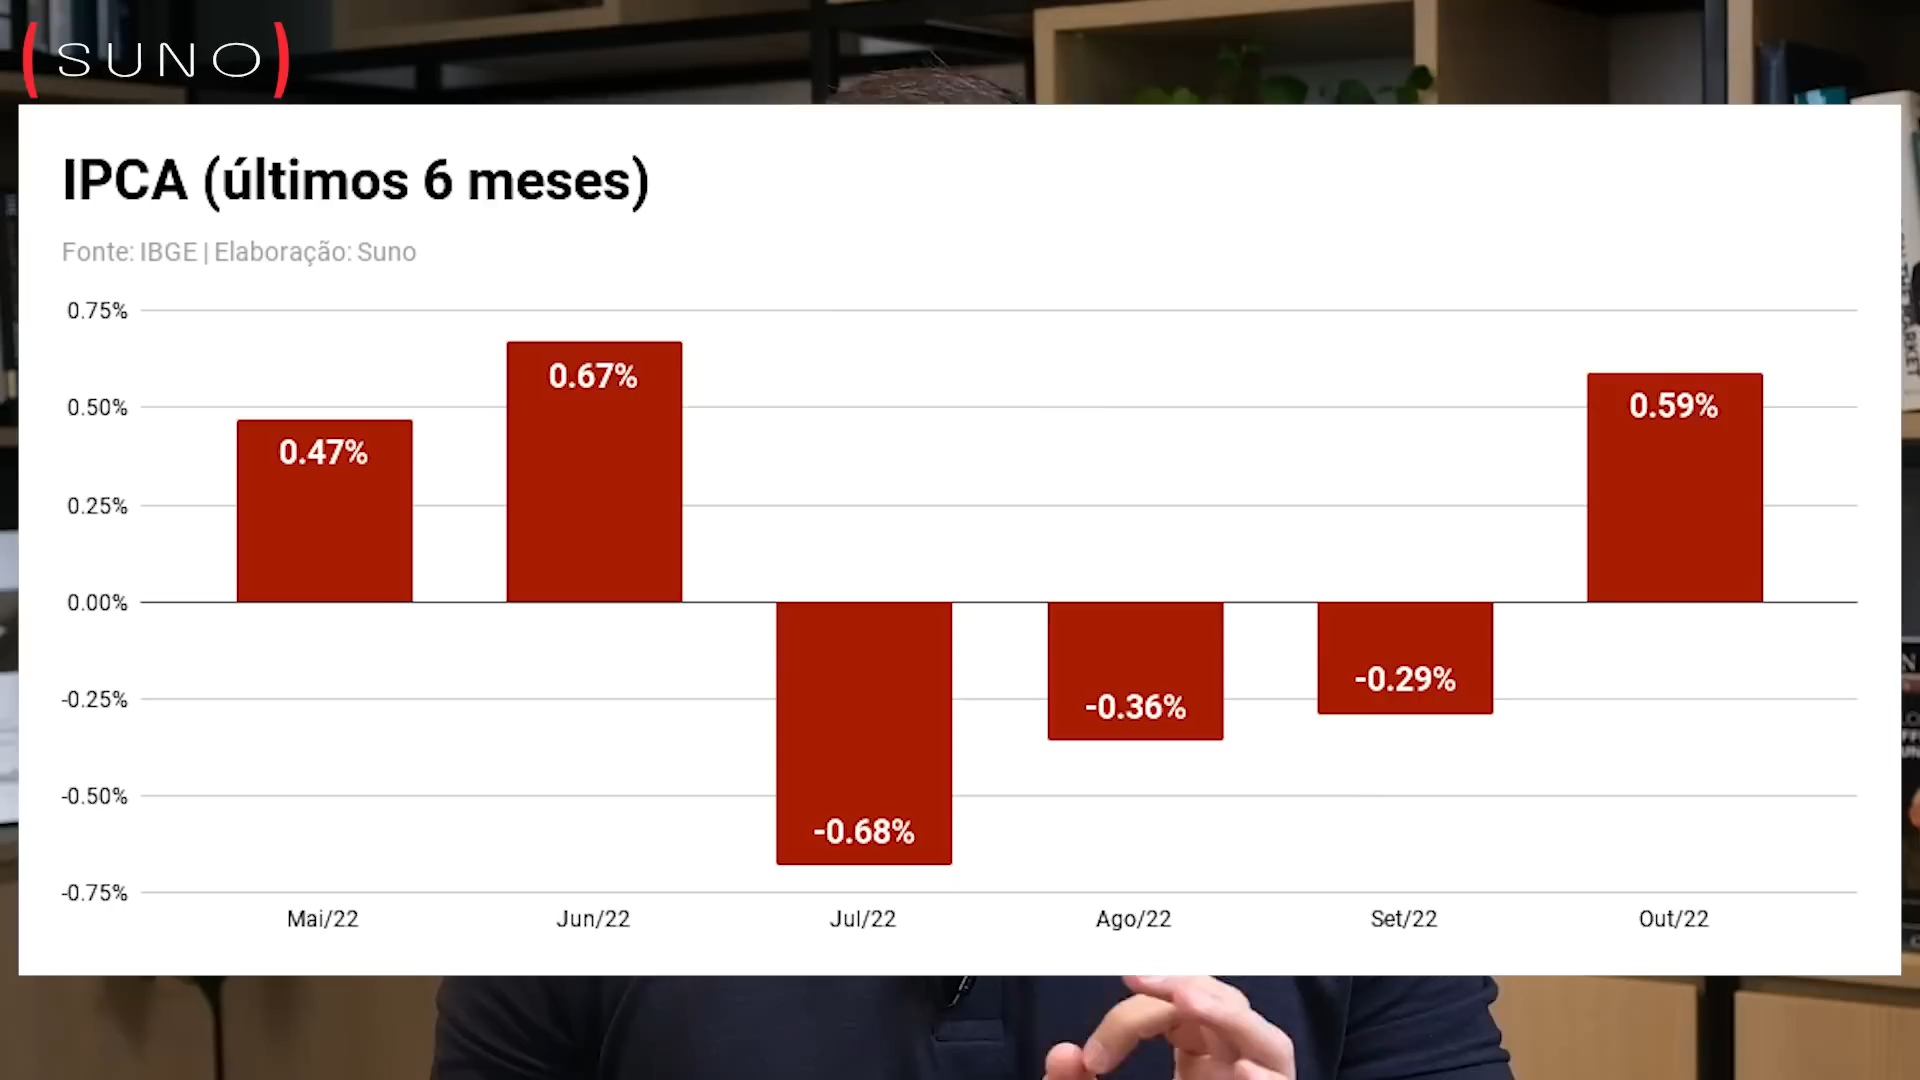 (SUNO)
IPCA (últimos 6 meses)
Fonte: IBGE | Elaboração: Suno
0.75%
0.50%
0.25%
0.00%
-0.25%
-0.50%
-0.75%
0.47%
0.67%
-0.68%
-0.36%
-0.29%
0.59%
Mai/22
Jun/22
Jul/22
Ago/22
Set/22
Out/22